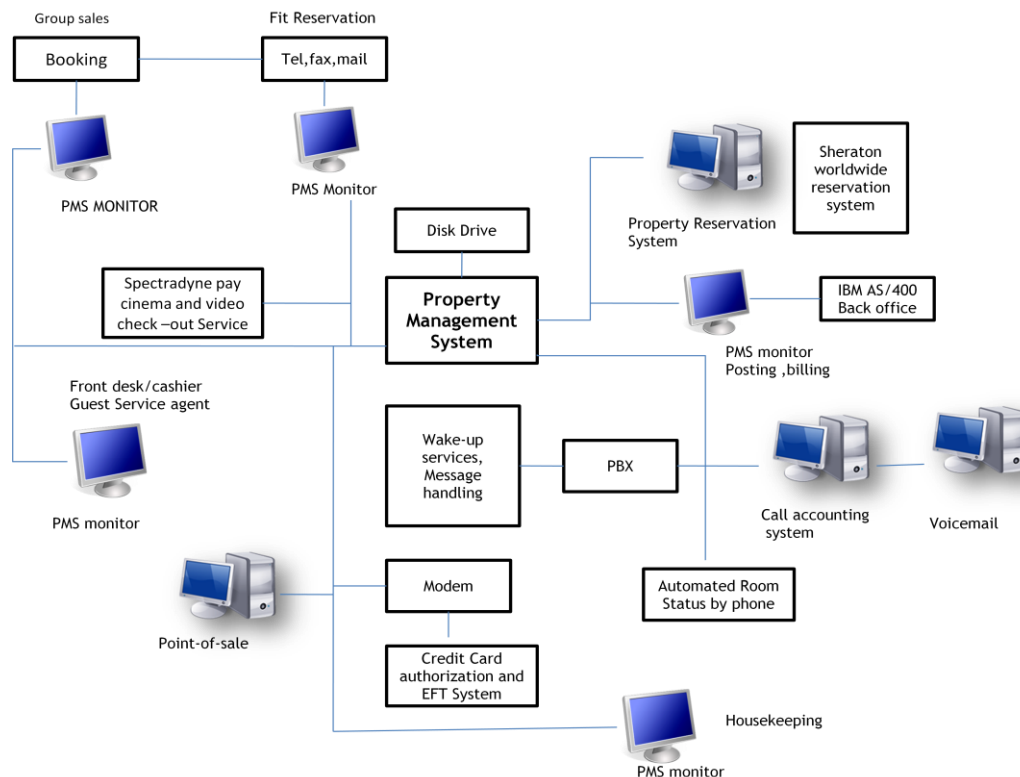 Group sales
Fit Reservation
Booking
Tel,fax,mail
PMS MONITOR
PMS Monitor
Sheraton
worldwide
reservation
system
Property Reservation
System
Disk Drive
Spectradyne pay
cinema and video
check –out Service
Property
Management
System
IBM AS/400
Back office
PMS monitor
Posting ,billing
Front desk/cashier
Guest Service agent
PMS monitor
Wake-up
services,
Message
handling
PBX
Call accounting
system
Voicemail
Modem
Automated Room
Status by phone
Point-of-sale
Credit Card
authorization and
EFT System
Housekeeping
PMS monitor